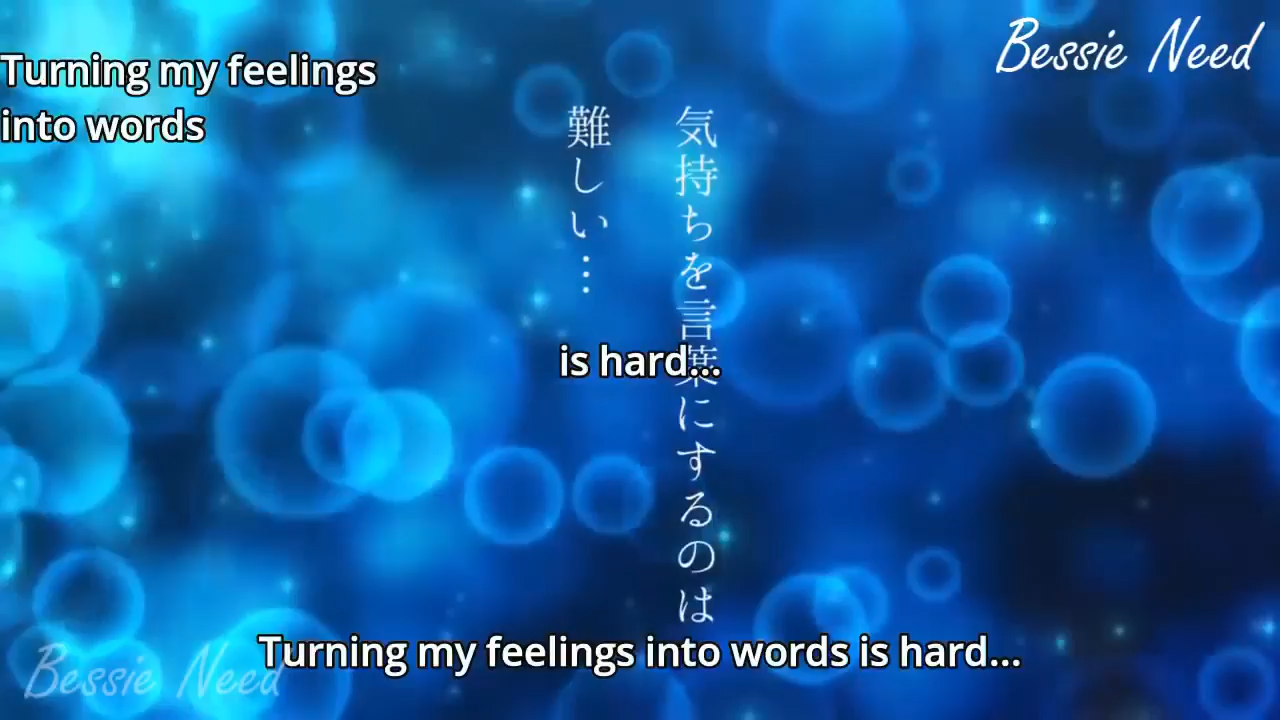 Turning my feelings
into words
Bessie Need
気持ちを言葉にするのは
難しい…
is hard...
Turning my feelings into words is hard...
Bessie Need